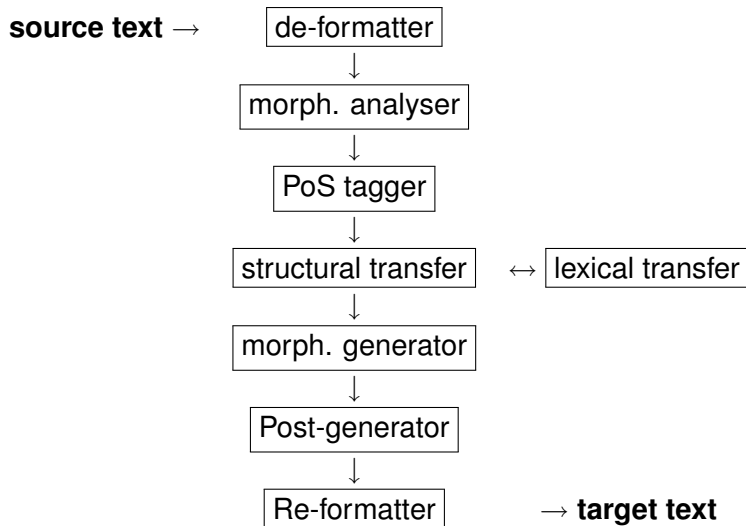 source text → de-formatter
↓
morph. analyser
↓
PoS tagger
↓
structural transfer ↔ lexical transfer
↓
morph. generator
↓
Post-generator
↓
Re-formatter → target text